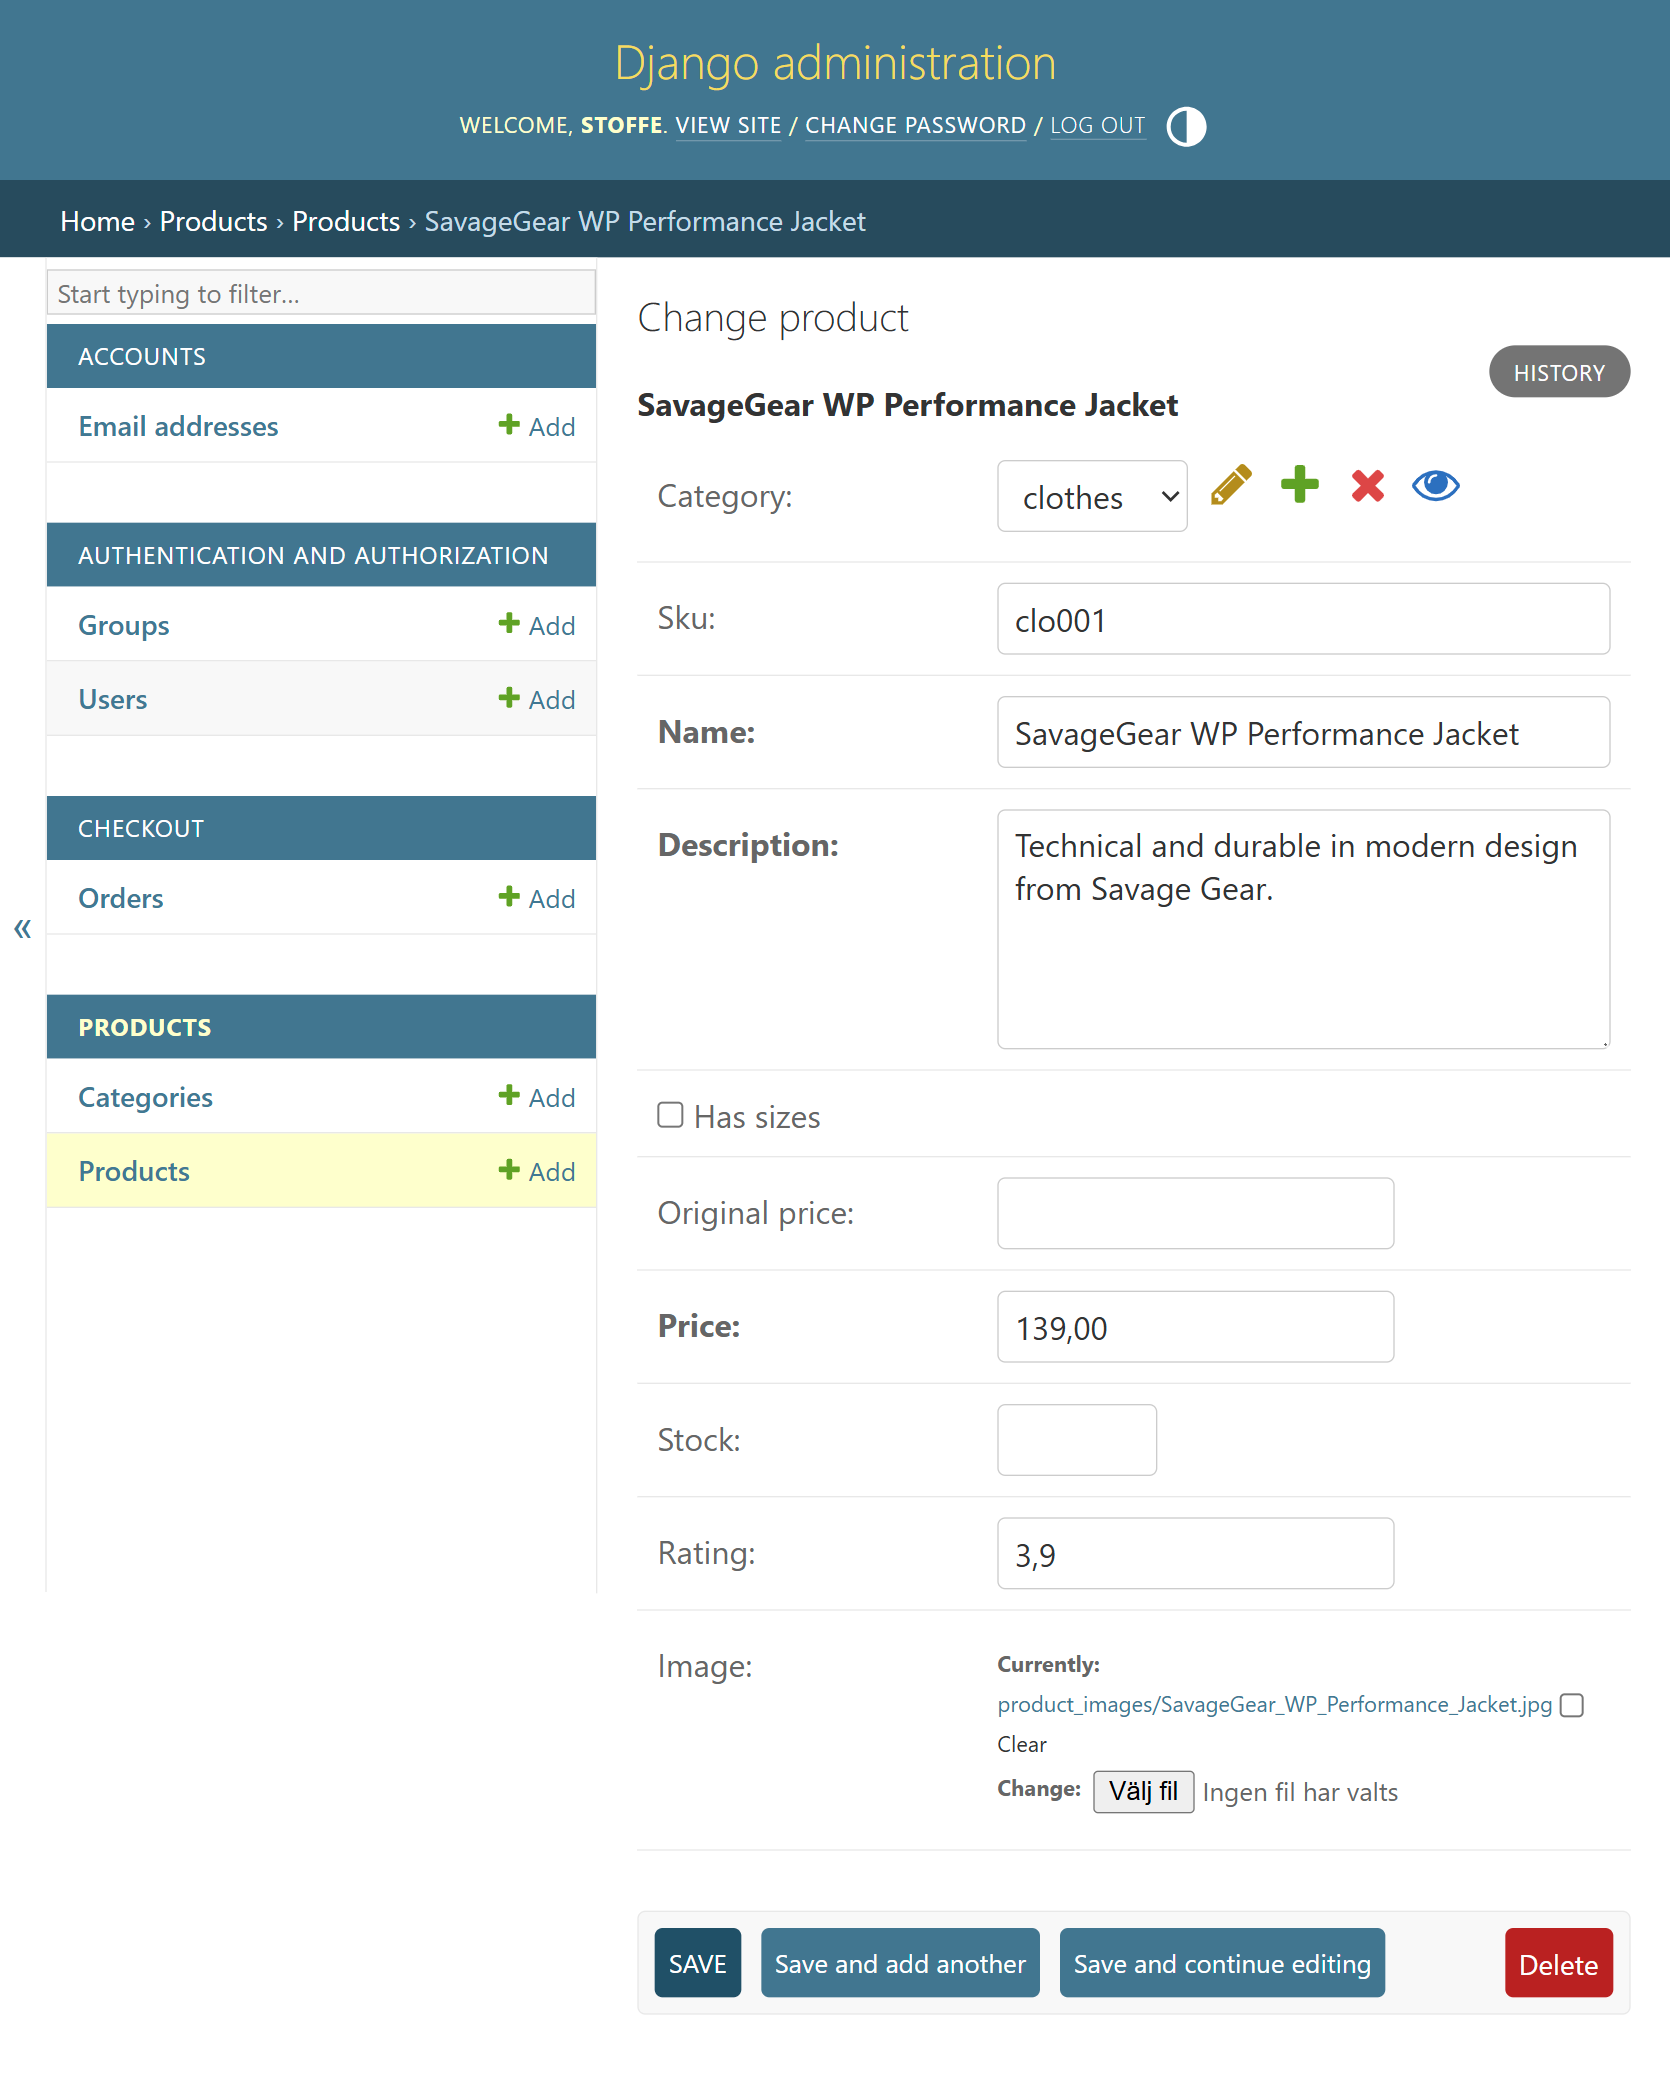 Django administration
WELCOME, STOFFE. VIEW SITE / CHANGE PASSWORD / LOG OUT
Home › Products › Products › SavageGear WP Performance Jacket
Start typing to filter...
ACCOUNTS
Email addresses Add
AUTHENTICATION AND AUTHORIZATION
Groups Add
Users Add
CHECKOUT
Orders Add
«
PRODUCTS
Categories Add
Products Add
Change product
HISTORY
SavageGear WP Performance Jacket
Category: clothes
Sku: clo001
Name: SavageGear WP Performance Jacket
Description: Technical and durable in modern design
from Savage Gear.
Has sizes
Original price:
Price: 139,00
Stock:
Rating: 3,9
Image: Currently:
product_images/SavageGear_WP_Performance_Jacket.jpg
Clear
Change: Välj fil Ingen fil har valts
SAVE Save and add another Save and continue editing Delete